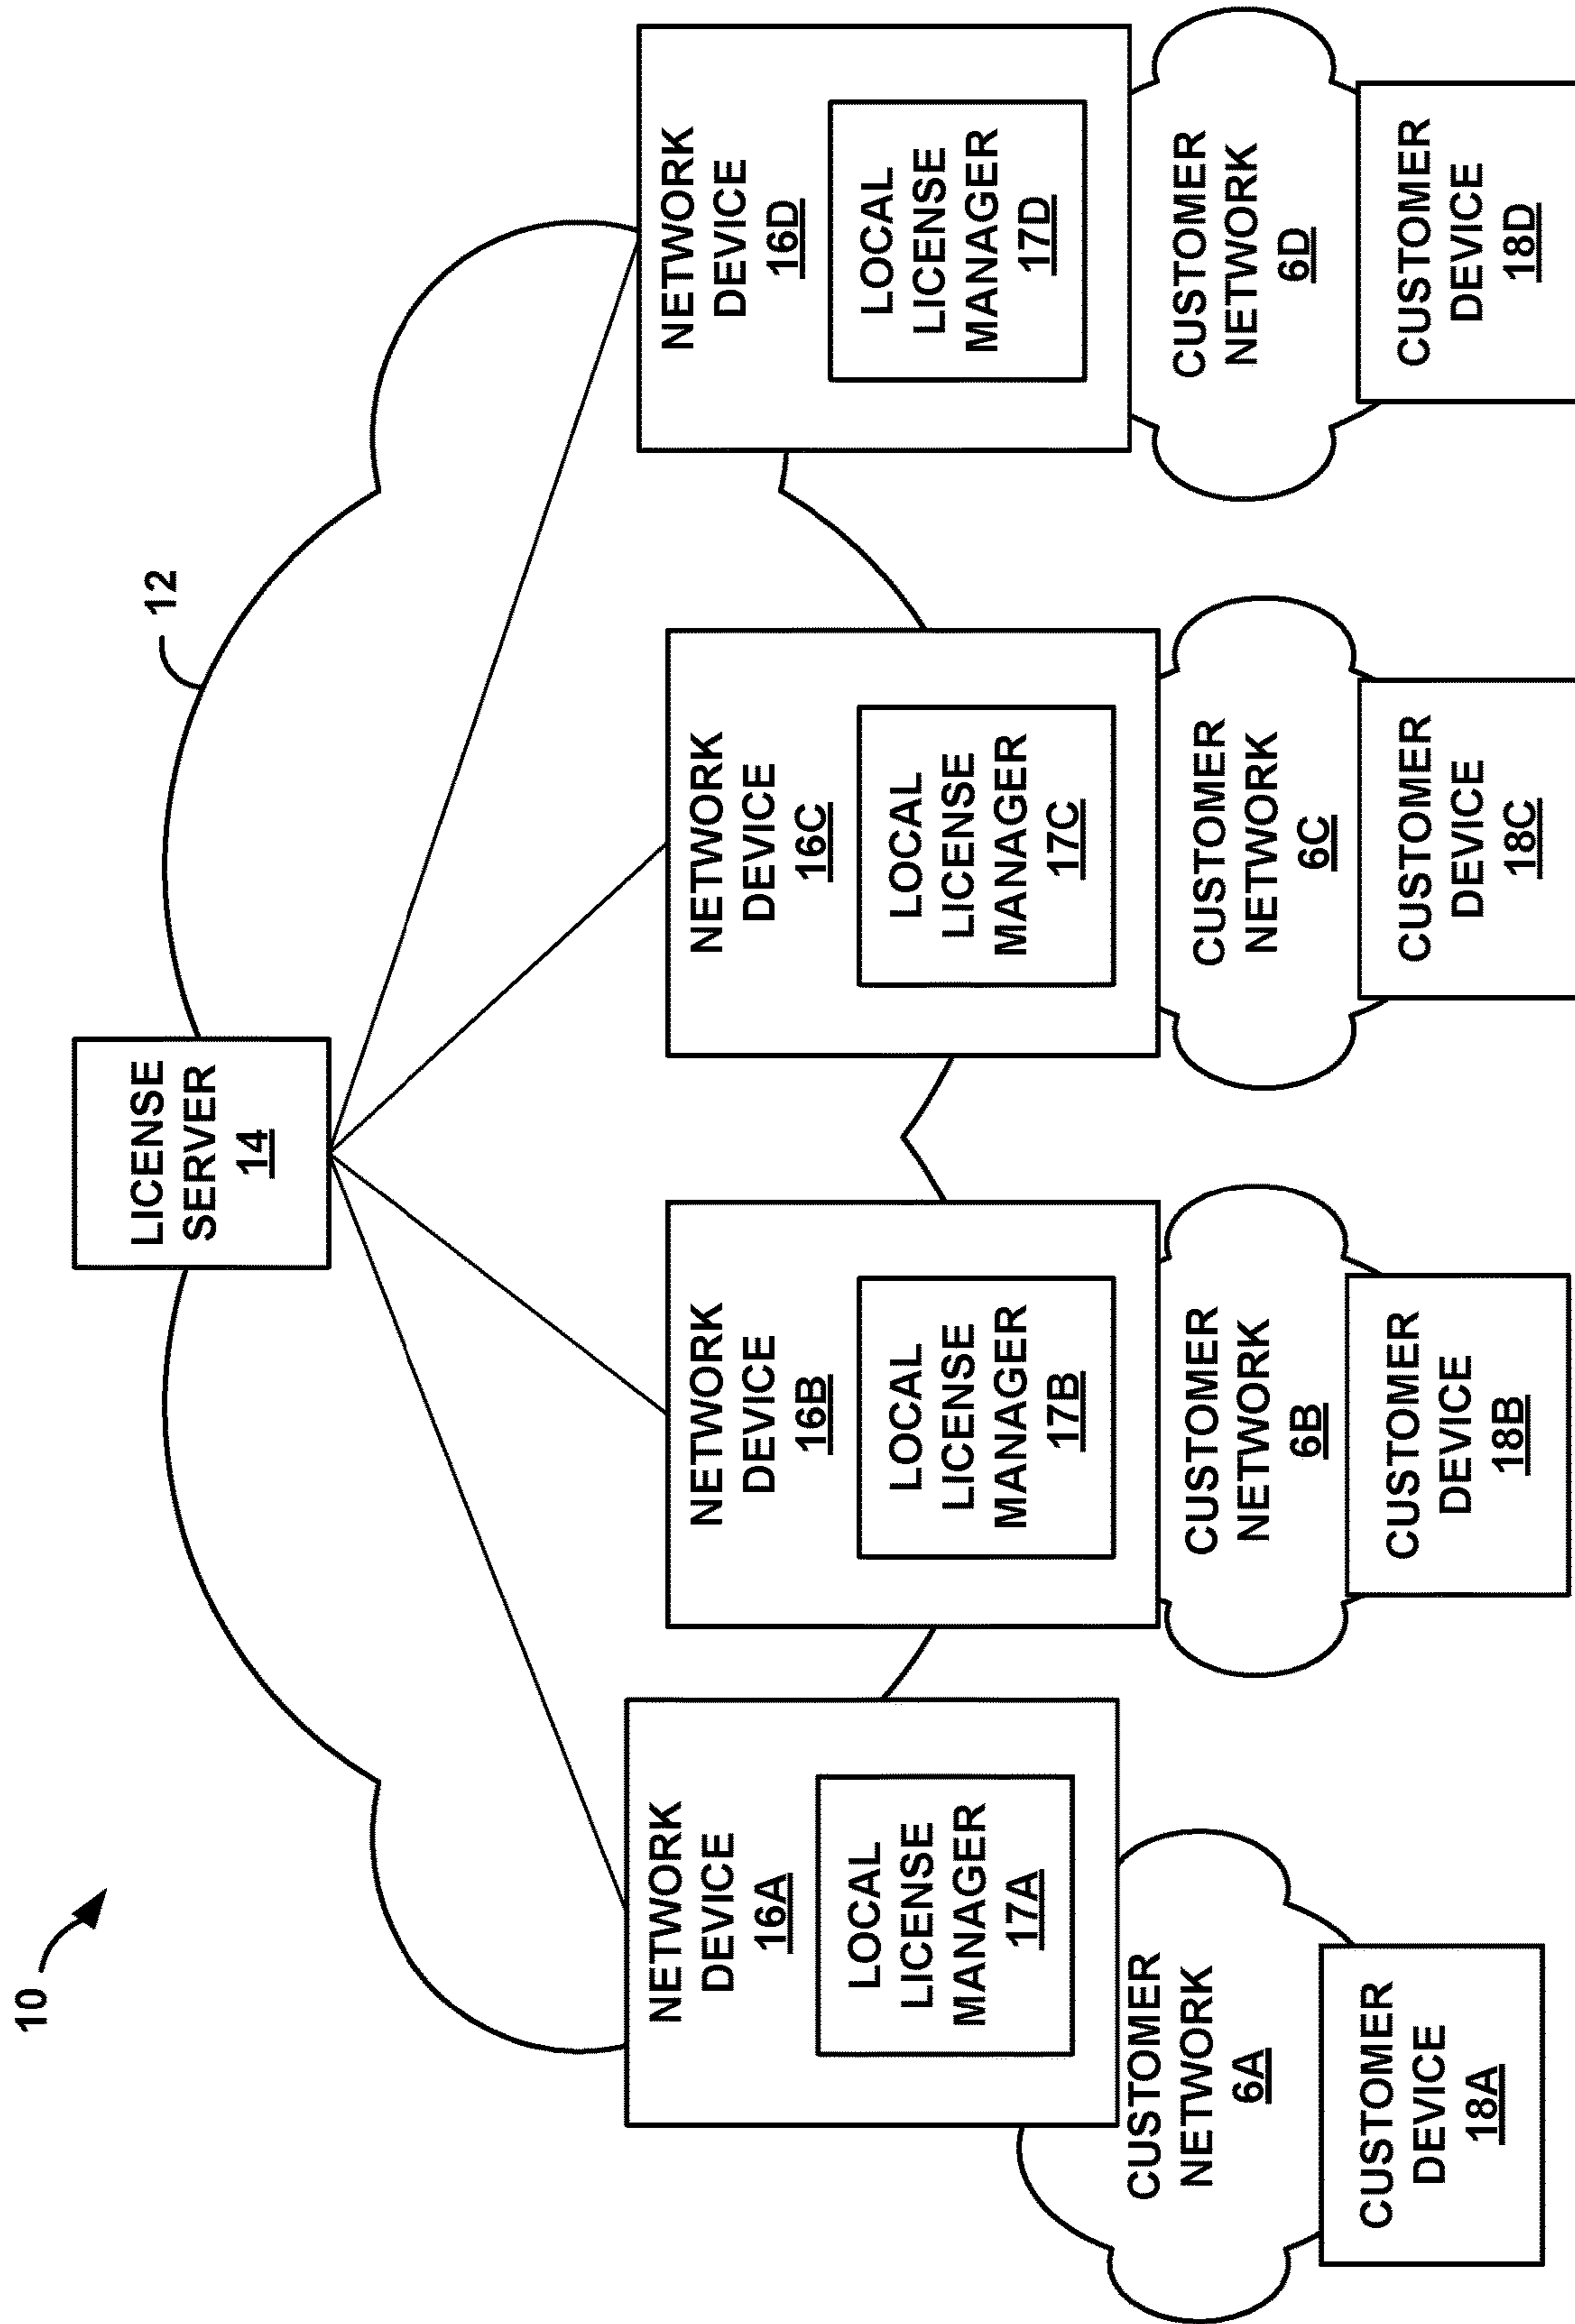 10
12
LICENSE
SERVER
14
NETWORK
DEVICE
16A
LOCAL
LICENSE
MANAGER
17A
NETWORK
DEVICE
16B
LOCAL
LICENSE
MANAGER
17B
NETWORK
DEVICE
16C
LOCAL
LICENSE
MANAGER
17C
NETWORK
DEVICE
16D
LOCAL
LICENSE
MANAGER
17D
CUSTOMER
NETWORK
6A
CUSTOMER
NETWORK
6B
CUSTOMER
NETWORK
6C
CUSTOMER
NETWORK
6D
CUSTOMER
DEVICE
18A
CUSTOMER
DEVICE
18B
CUSTOMER
DEVICE
18C
CUSTOMER
DEVICE
18D